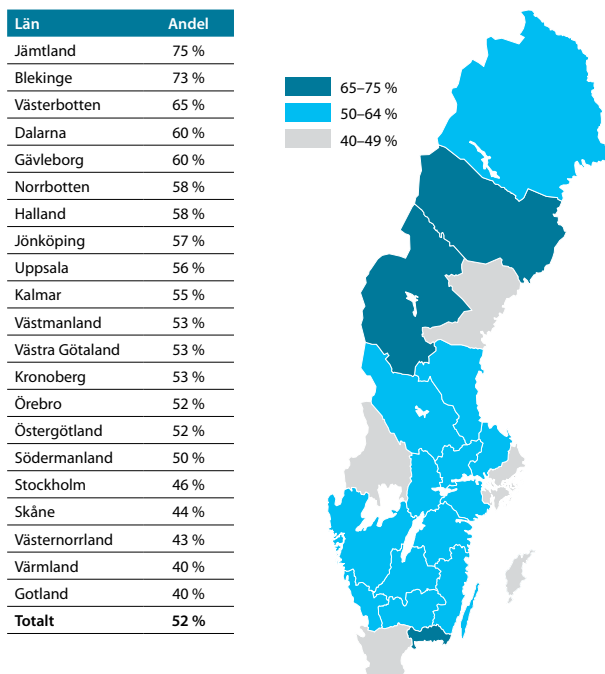 Län Andel
Jämtland 75 %
Blekinge 73 %
Västerbotten 65 %
Dalarna 60 %
Gävleborg 60 %
Norrbotten 58 %
Halland 58 %
Jönköping 57 %
Uppsala 56 %
Kalmar 55 %
Västmanland 53 %
Västra Götaland 53 %
Kronoberg 53 %
Örebro 52 %
Östergötland 52 %
Södermanland 50 %
Stockholm 46 %
Skåne 44 %
Västernorrland 43 %
Värmland 40 %
Gotland 40 %
Totalt 52 %
65–75 %
50–64 %
40–49 %